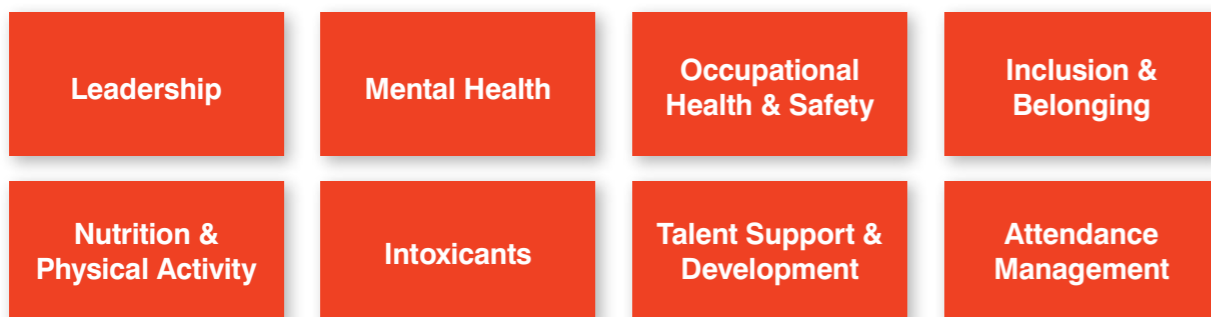 Leadership
Mental Health
Occupational
Health & Safety
Inclusion &
Belonging
Nutrition &
Physical Activity
Intoxicants
Talent Support &
Development
Attendance
Management